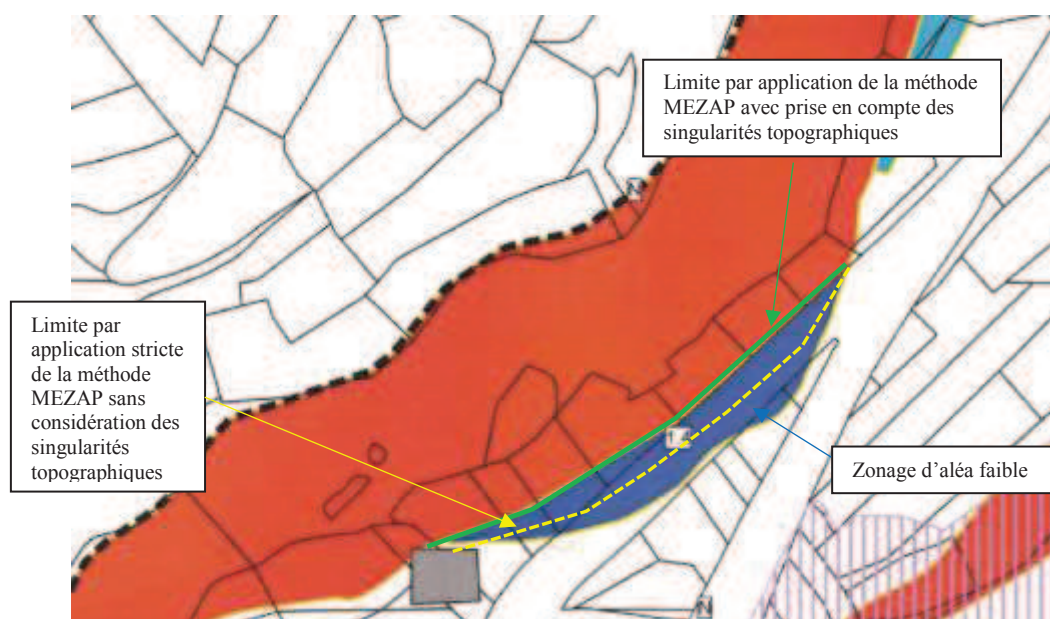 Limite par application de la méthode
MEZAP avec prise en compte des
singularités topographiques
N
Limite par
application stricte
de la méthode
MEZAP sans
considération des
singularités
topographiques
Zonage d'aléa faible
N